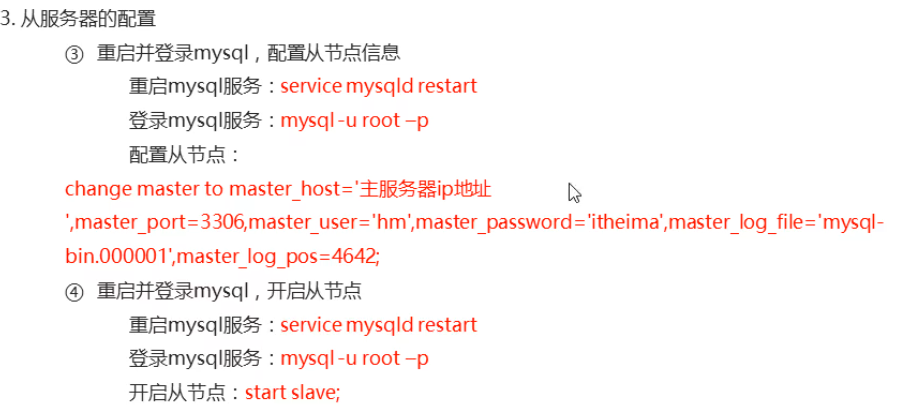 3. 从服务器的配置
③ 重启并登录mysql，配置从节点信息
重启mysql服务：service mysqld restart
登录mysql服务：mysql -u root –p
配置从节点：
change master to master_host='主服务器ip地址
',master_port=3306,master_user='hm',master_password='itheima',master_log_file='mysql-
bin.000001',master_log_pos=4642;
④ 重启并登录mysql，开启从节点
重启mysql服务：service mysqld restart
登录mysql服务：mysql -u root –p
开启从节点：start slave;